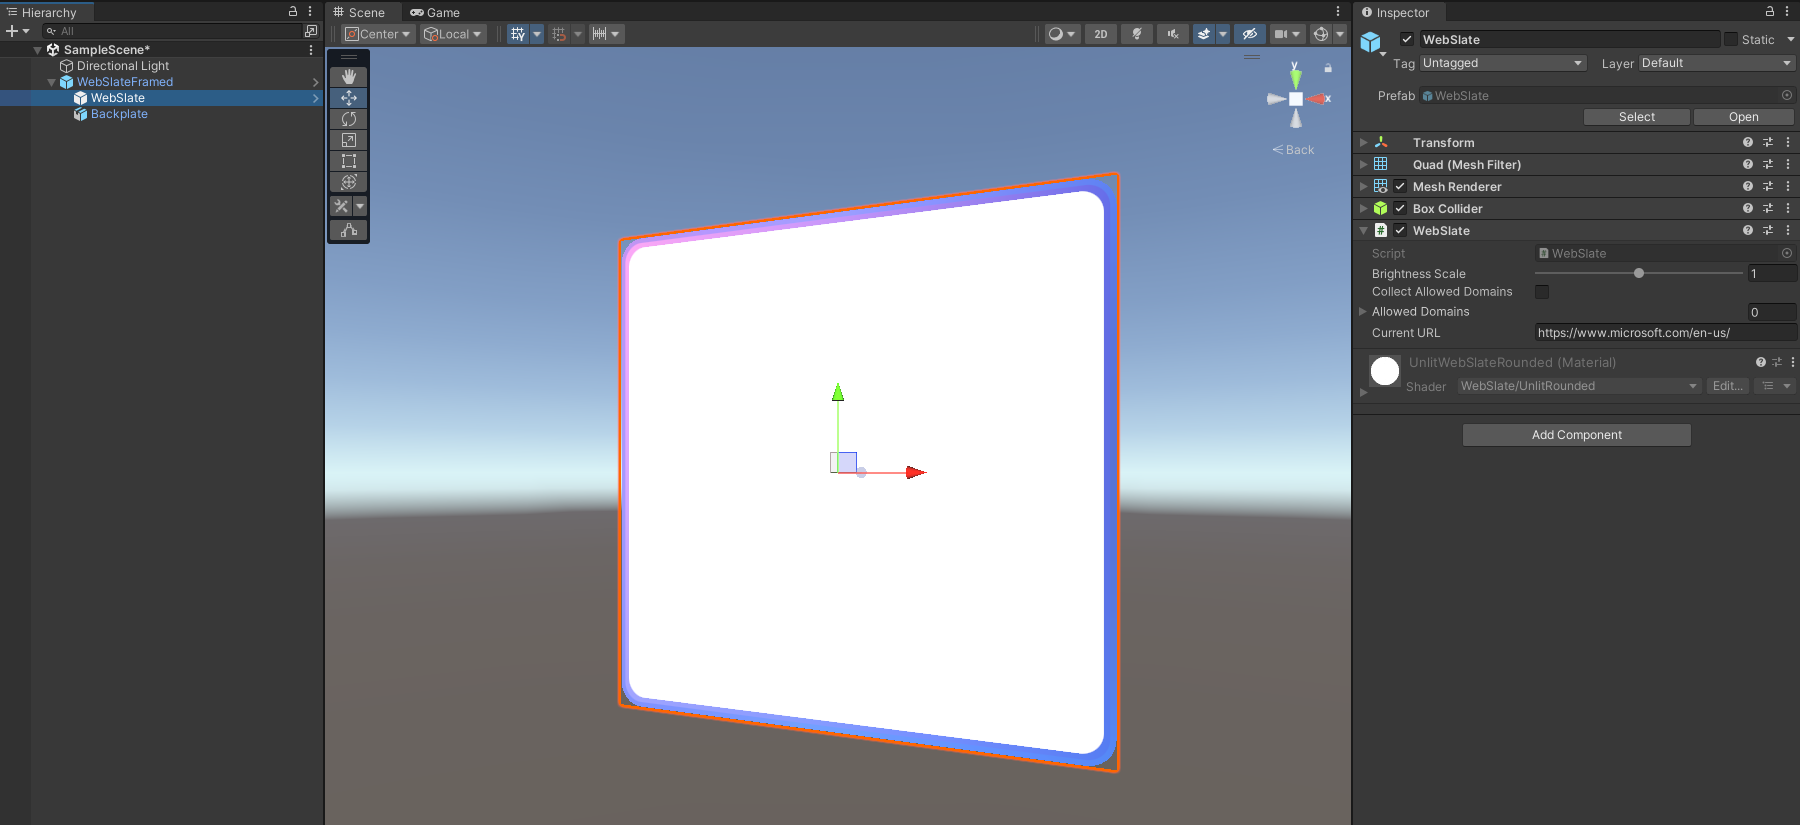 Hierarchy
All
SampleScene*
Directional Light
WebSlateFramed
WebSlate
Backplate
Scene
Game
Center
Local
2D
y
x
Back
Inspector
WebSlate
Static
Tag
Untagged
Layer
Default
Prefab
WebSlate
Select
Open
Transform
Quad (Mesh Filter)
Mesh Renderer
Box Collider
# WebSlate
Script
WebSlate
Brightness Scale
1
Collect Allowed Domains
Allowed Domains
0
Current URL
https://www.microsoft.com/en-us/
UnlitWebSlateRounded (Material)
Shader
WebSlate/UnlitRounded
Edit...
Add Component